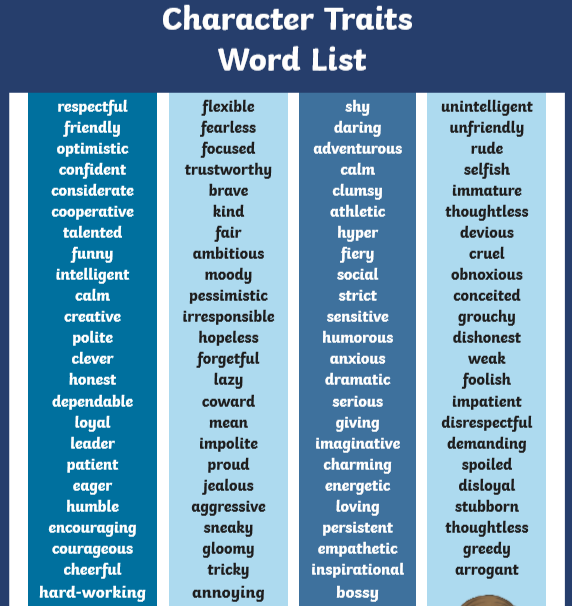 Character Traits
Word List
respectful
friendly
optimistic
confident
considerate
cooperative
talented
funny
intelligent
calm
creative
polite
clever
honest
dependable
loyal
leader
patient
eager
humble
encouraging
courageous
cheerful
hard-working
flexible
fearless
focused
trustworthy
brave
kind
fair
ambitious
moody
pessimistic
irresponsible
hopeless
forgetful
lazy
coward
mean
impolite
proud
jealous
aggressive
sneaky
gloomy
tricky
annoying
shy
daring
adventurous
calm
clumsy
athletic
hyper
fiery
social
strict
sensitive
humorous
anxious
dramatic
serious
giving
imaginative
charming
energetic
loving
persistent
empathetic
inspirational
bossy
unintelligent
unfriendly
rude
selfish
immature
thoughtless
devious
cruel
obnoxious
conceited
grouchy
dishonest
weak
foolish
impatient
disrespectful
demanding
spoiled
disloyal
stubborn
thoughtless
greedy
arrogant